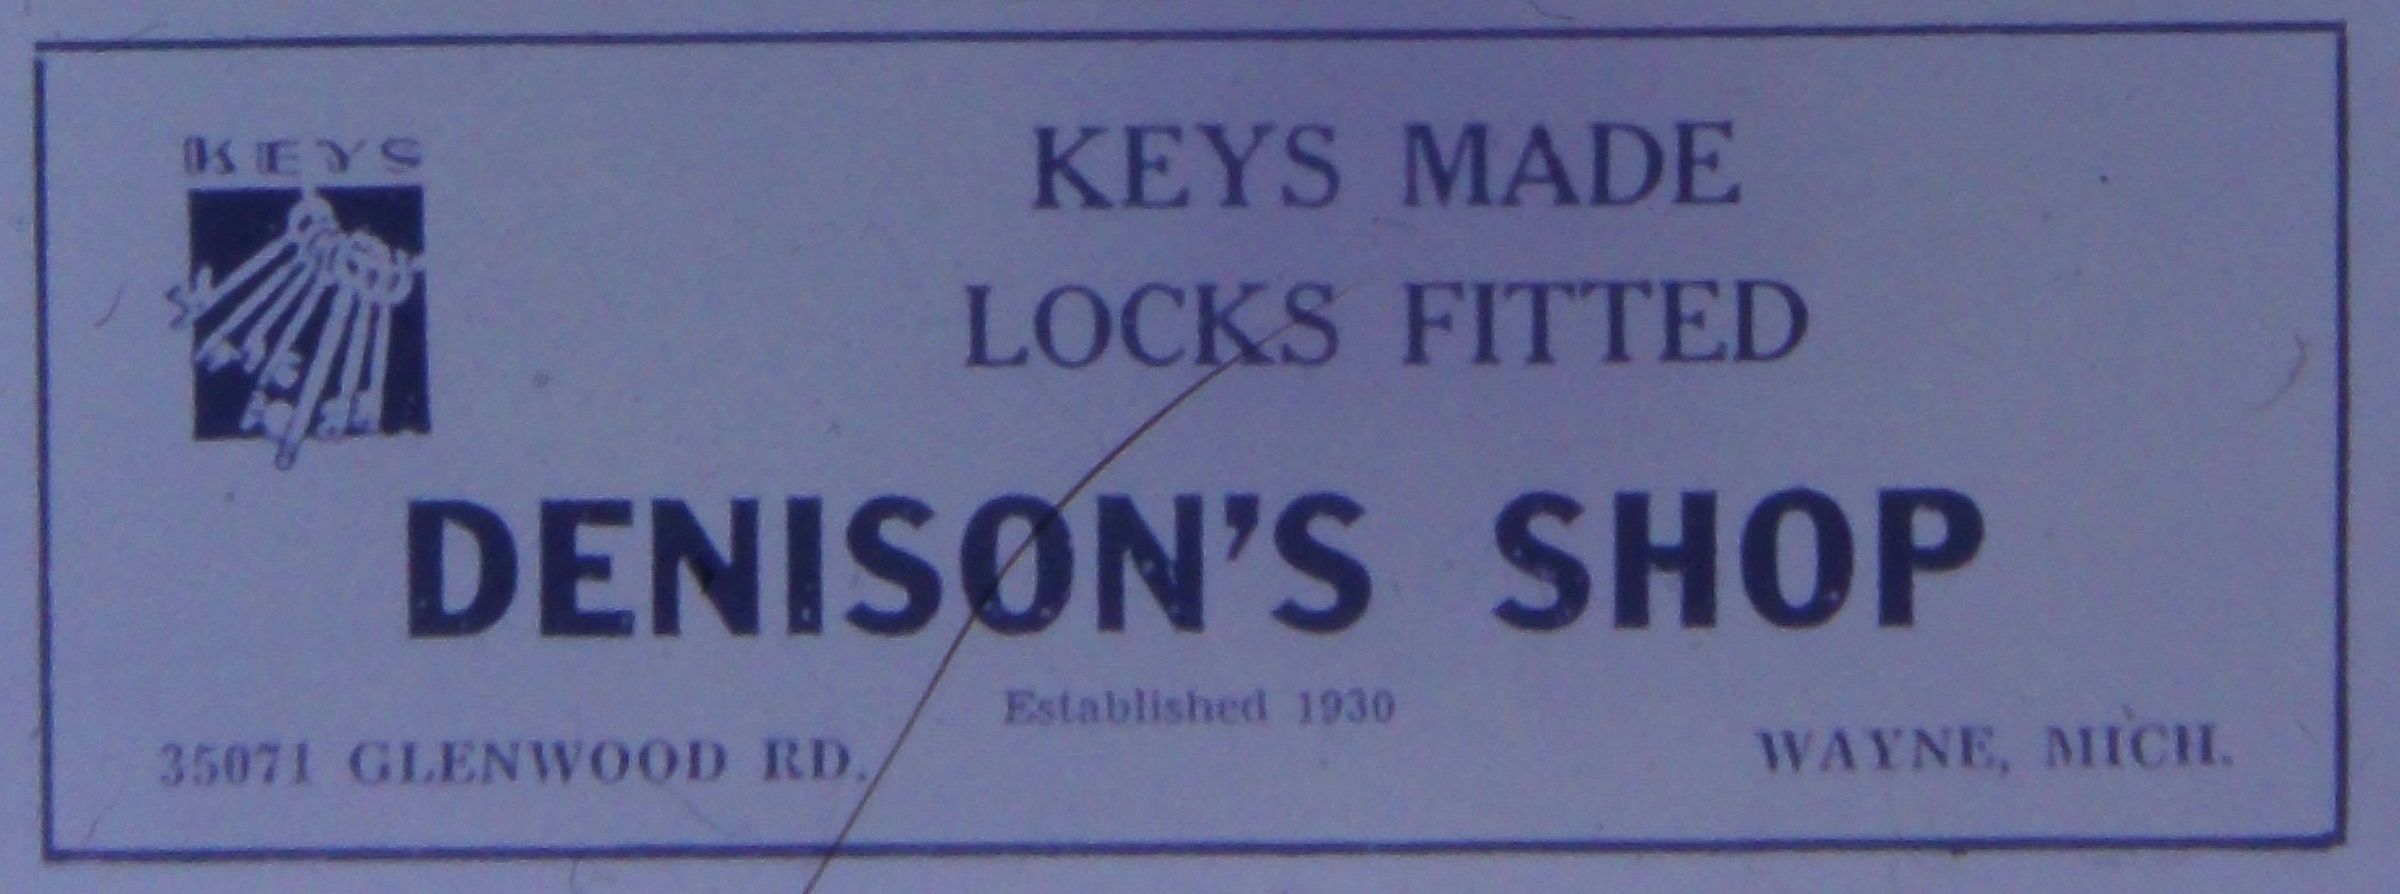 KEYS
KEYS MADE
LOCKS FITTED
DENISON'S SHOP
Established 1930
35071 GLENWOOD RD.
WAYNE, MICH.